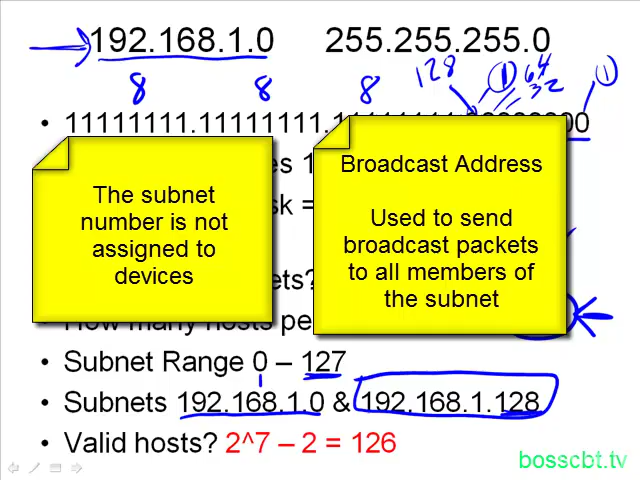 192.168.1.0 255.255.255.0
8 8 8 128 1 64 32 1
• 11111111.11111111.
The subnet
number is not
assigned to
devices
Broadcast Address
Used to send
broadcast packets
to all members of
the subnet
• Subnet Range 0 – 127
• Subnets 192.168.1.0 & 192.168.1.128
• Valid hosts? 2^7 – 2 = 126
bosscbt.tv